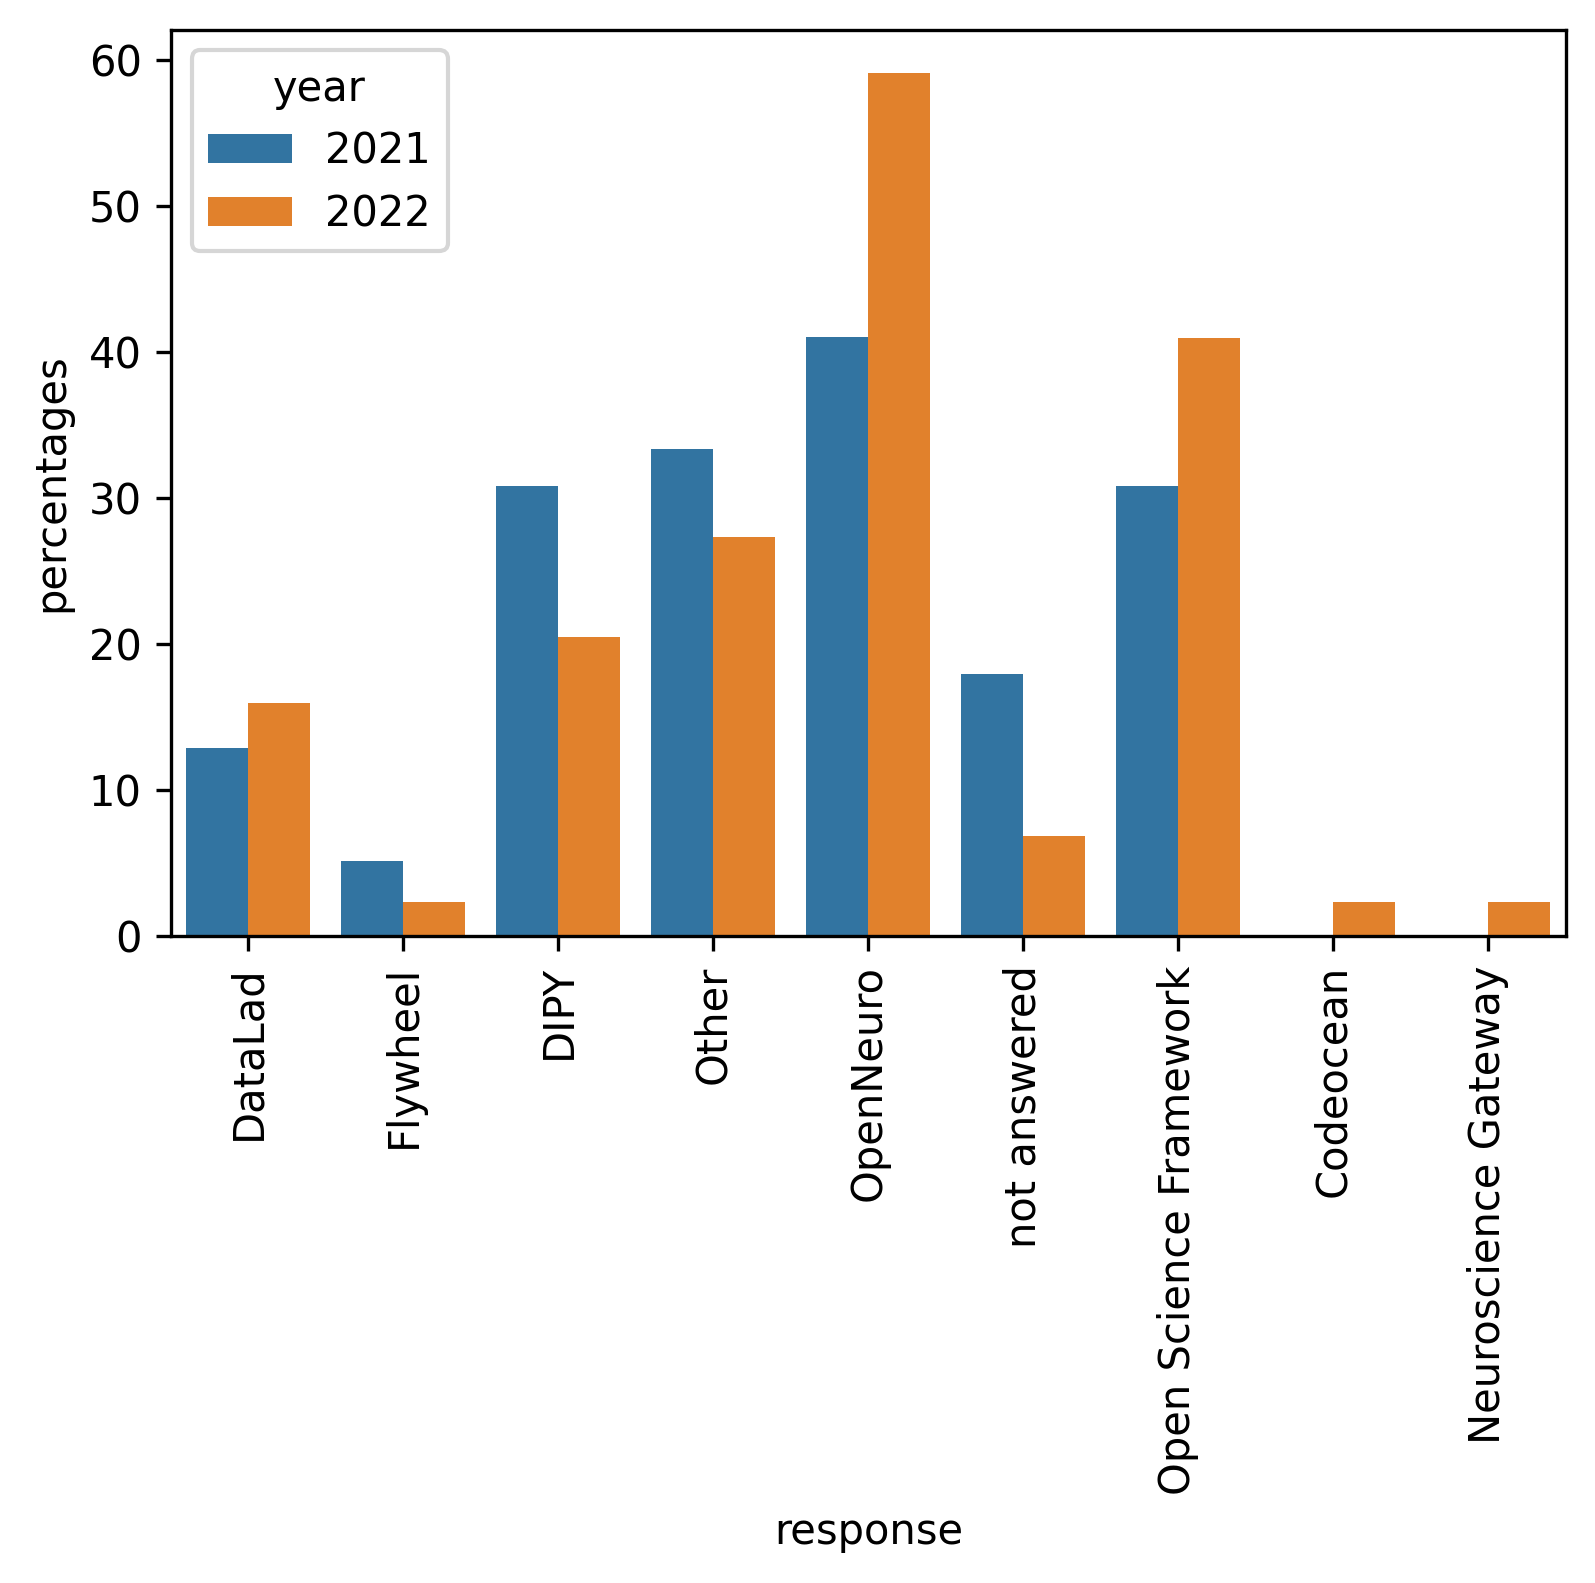 year
2021
2022
60
50
40
30
20
10
0
percentages
DataLad
Flywheel
DIPY
Other
OpenNeuro
not answered
Open Science Framework
Codeocean
Neuroscience Gateway
response